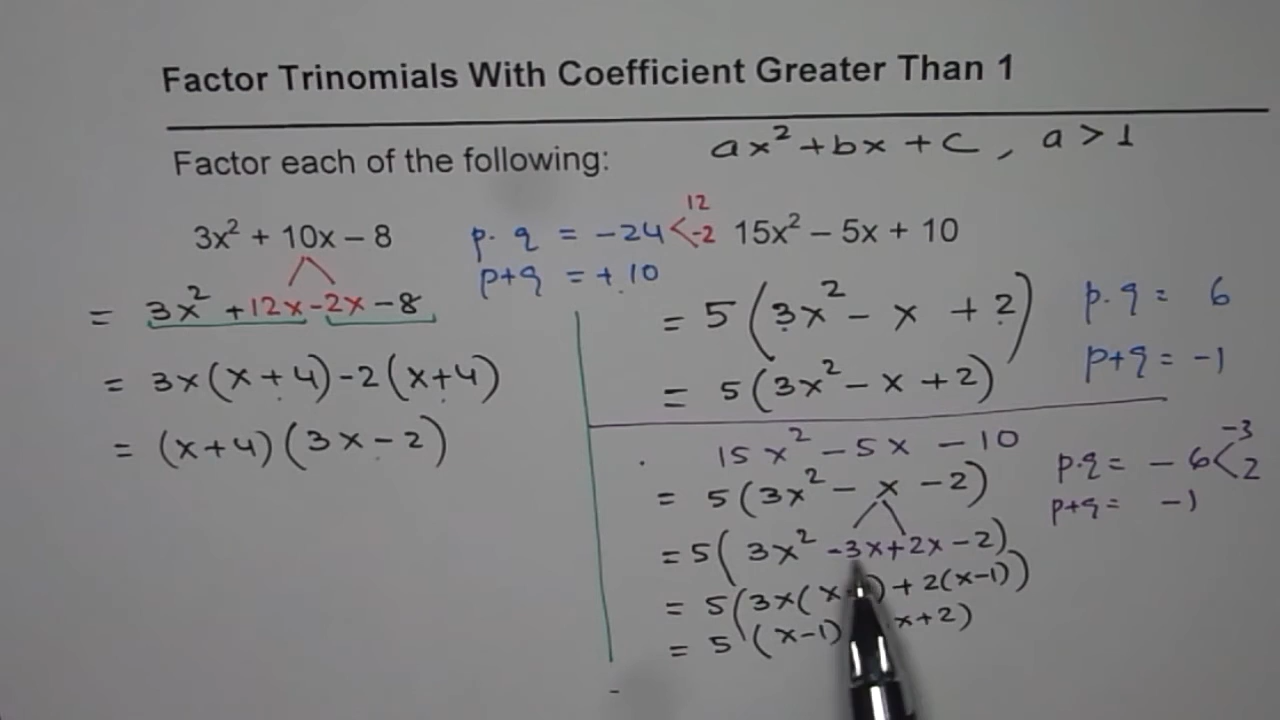 Factor Trinomials With Coefficient Greater Than 1
Factor each of the following:
ax² + bx + c , a > 1
3x² + 10x – 8
p. q = -24 < 12 -2
p+q = +10
= 3x² +12x -2x -8
= 3x(x+4)-2(x+4)
= (x+4)(3x-2)
15x² – 5x + 10
= 5(3x² - x + 2)
p. q = 6
p+q = -1
= 5(3x² - x + 2)
15x² - 5x - 10
= 5(3x² - x - 2)
p.q = -6 < -3 2
p+q = -1
= 5(3x² -3x+2x-2)
= 5(3x(x )+2(x-1))
= 5(x-1) x+2)